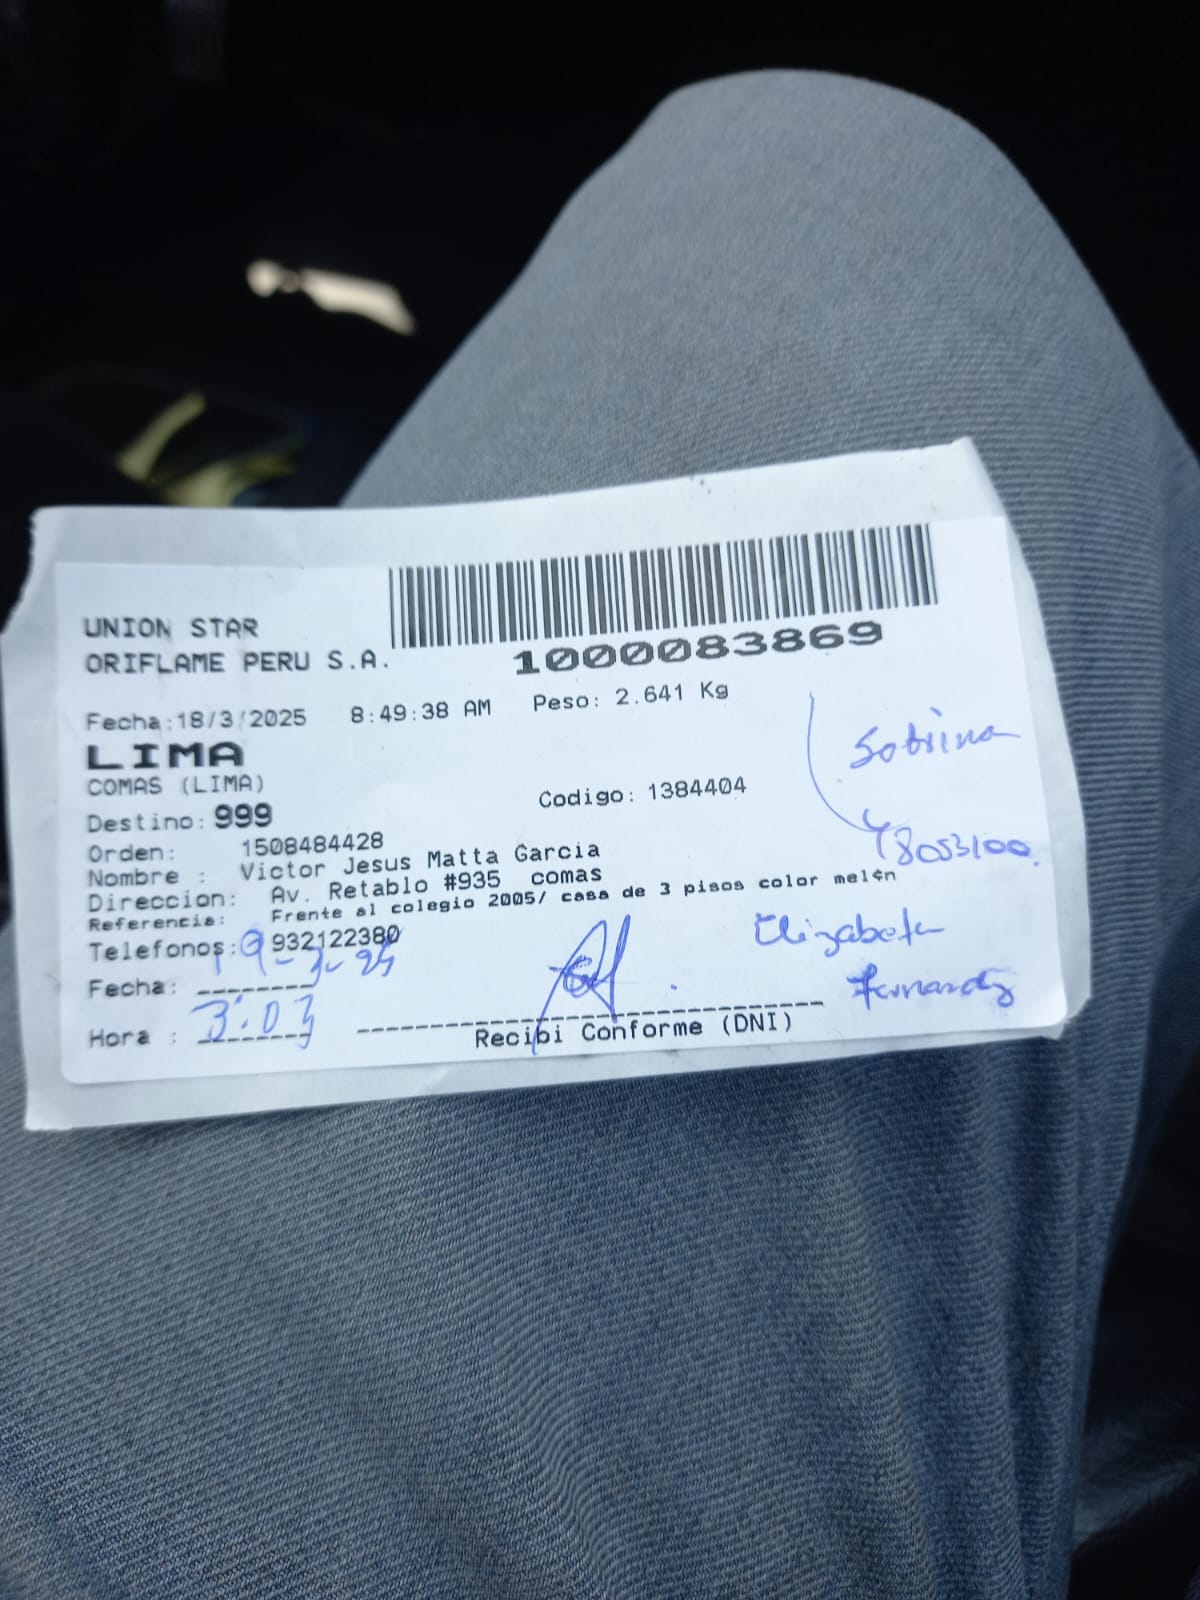 UNION STAR
ORIFLAME PERU S.A.
1000083869
Fecha:18/3/2025 8:49:38 AM Peso: 2.641 Kg
LIMA
COMAS (LIMA)
Sobrina
Destino: 999 Codigo: 1384404
Orden: 1508484428
Nombre : Victor Jesus Matta Garcia
Direccion: Av. Retablo #935 comas
Referencia: Frente al colegio 2005/ casa de 3 pisos color mel¢n
Telefonos: 932122380
Elizabeth
Fecha: 19-3-25
Hora : 3:03
Recibi Conforme (DNI)